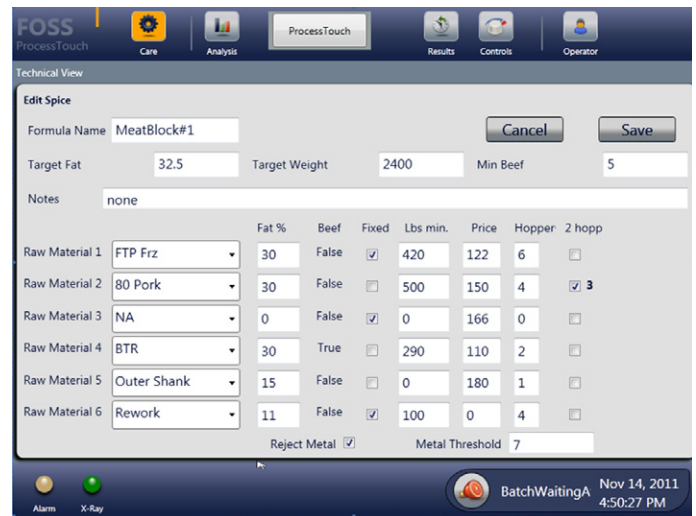 FOSS
ProcessTouch
Care
Analysis
ProcessTouch
Results
Controls
Operator
Technical View
Edit Spice
Formula Name MeatBlock#1 Cancel Save
Target Fat 32.5 Target Weight 2400 Min Beef 5
Notes none
Fat % Beef Fixed Lbs min. Price Hopper 2 hopp
Raw Material 1 FTP Frz 30 False 420 122 6
Raw Material 2 80 Pork 30 False 500 150 4 3
Raw Material 3 NA 0 False 0 166 0
Raw Material 4 BTR 30 True 290 110 2
Raw Material 5 Outer Shank 15 False 0 180 1
Raw Material 6 Rework 11 False 100 0 4
Reject Metal Metal Threshold 7
Alarm X-Ray BatchWaitingA Nov 14, 2011
4:50:27 PM